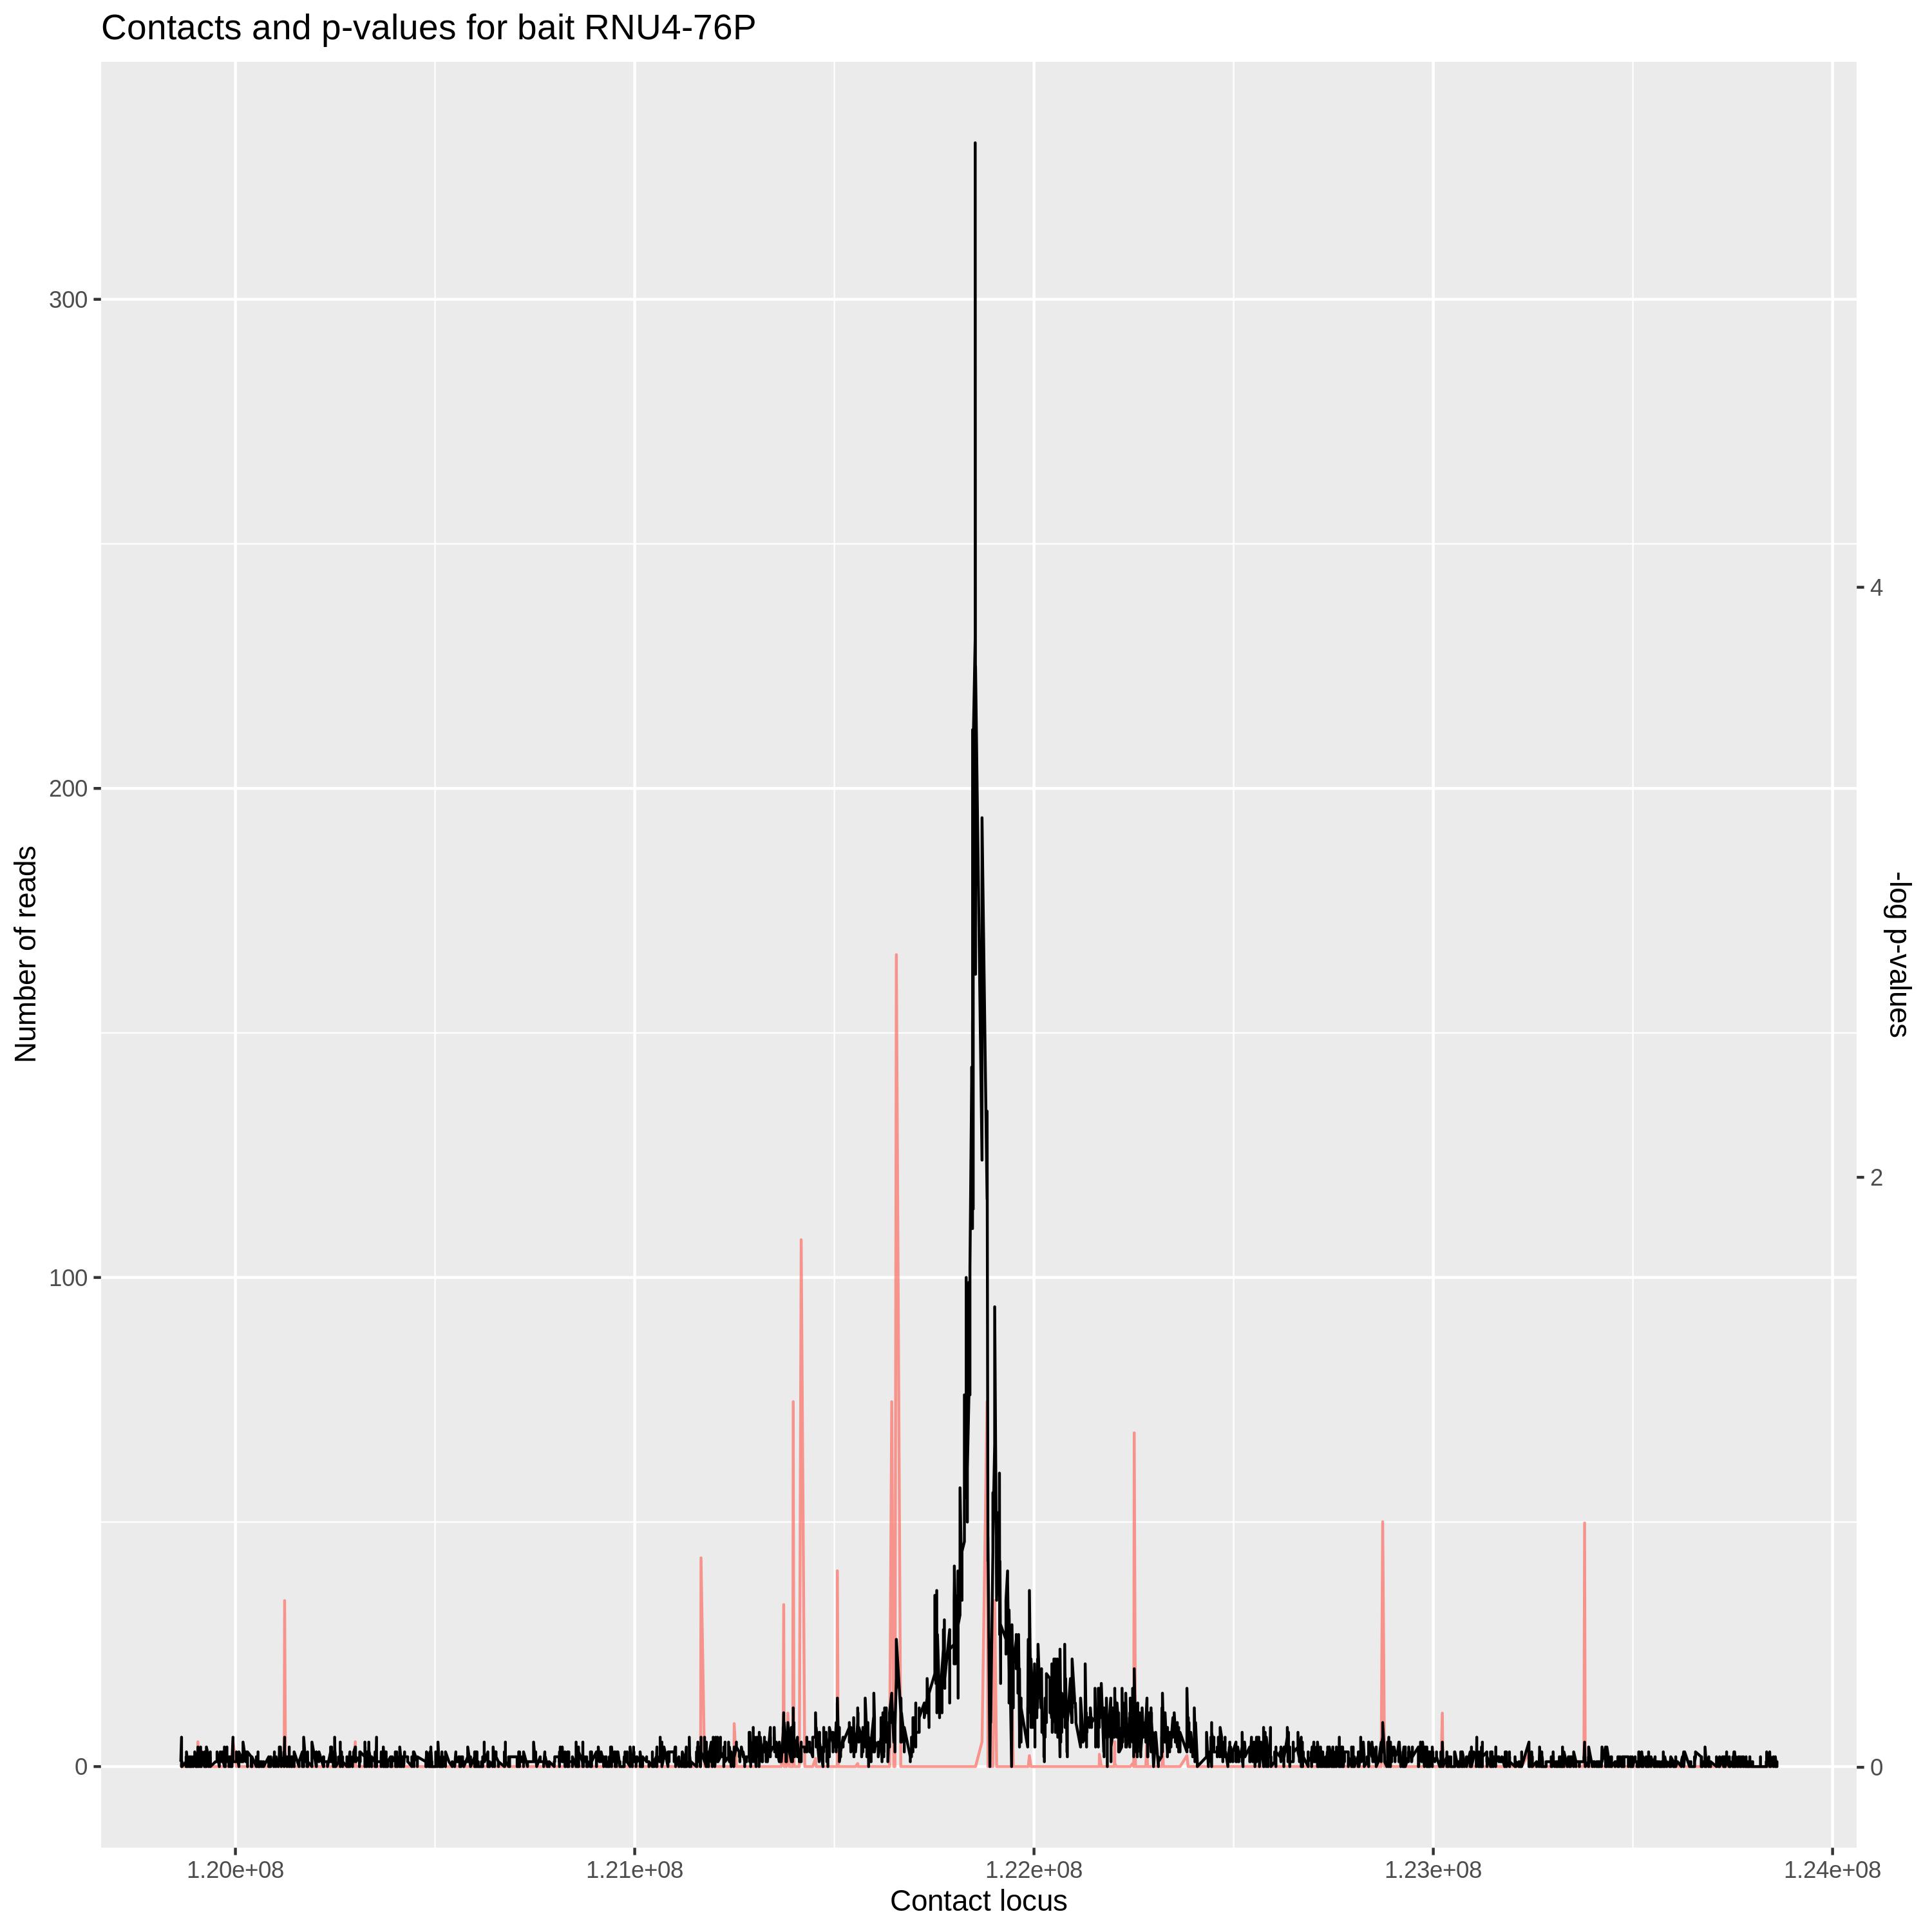 Contacts and p-values for bait RNU4-76P
300
200
100
0
Number of reads
4
2
0
-log p-values
1.20e+08
1.21e+08
1.22e+08
1.23e+08
1.24e+08
Contact locus